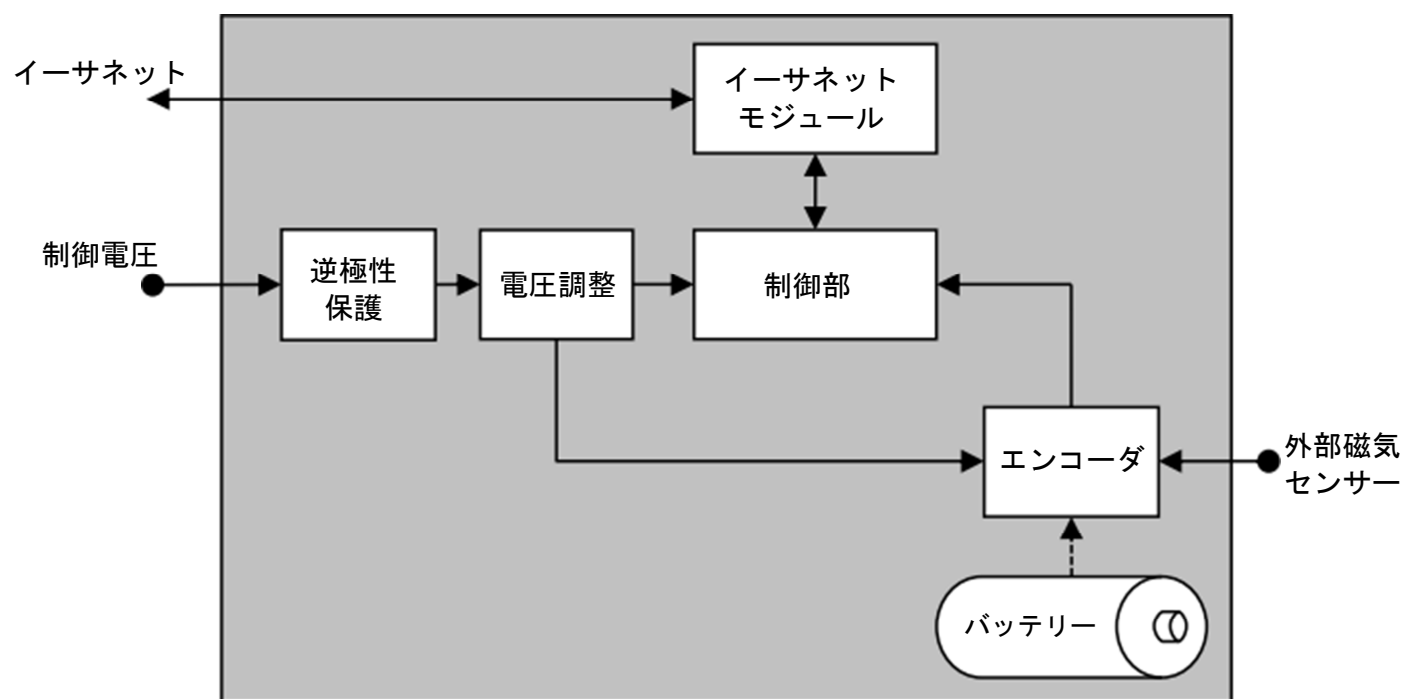 イーサネット
イーサネット
モジュール
制御電圧
逆極性
保護
電圧調整
制御部
エンコーダ
外部磁気
センサー
バッテリー